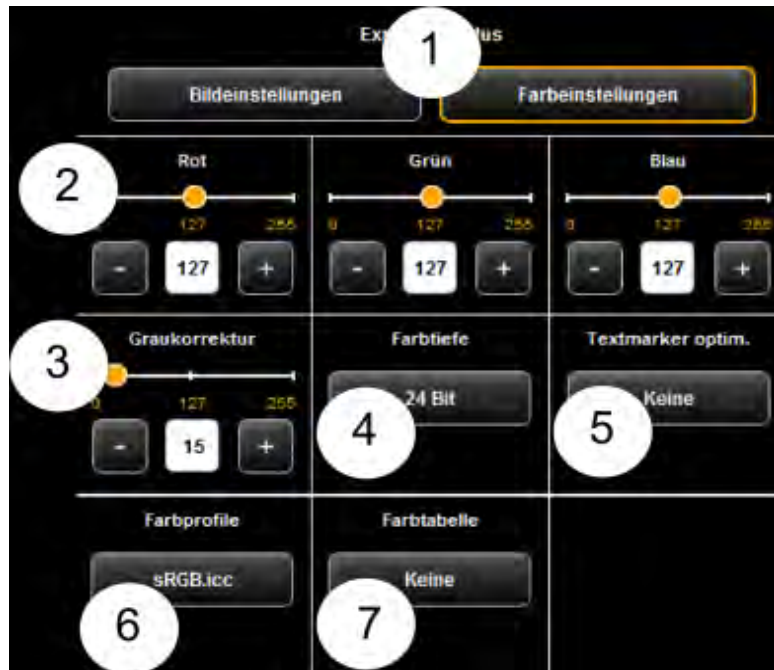 1
Bildeinstellungen Farbeinstellungen
2 Rot Grün Blau
127 255 0 127 255 0 127 255
- 127 + - 127 + - 127 +
3 Graukorrektur Farbtiefe Textmarker optim.
0 127 255
24 Bit Keine
- 15 + 4 5
Farbprofile Farbtabelle
sRGB.icc Keine
6 7